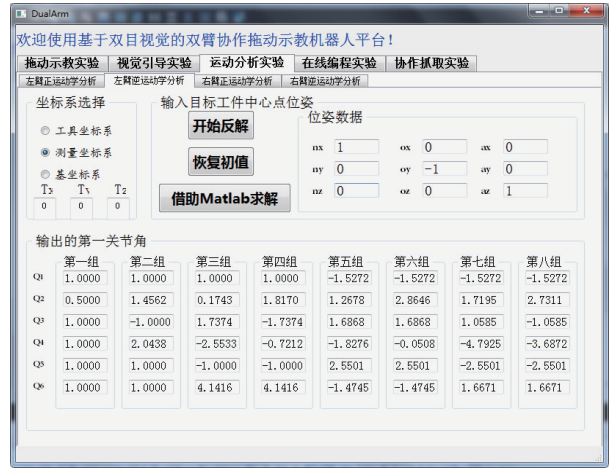 DualArm
欢迎使用基于双目视觉的双臂协作拖动示教机器人平台!
拖动示教实验 视觉引导实验 运动分析实验 在线编程实验 协作抓取实验
左臂正运动学分析 左臂逆运动学分析 右臂正运动学分析 右臂逆运动学分析
坐标系选择 输入目标工件中心点位姿
开始反解 位姿数据
工具坐标系 nx 1 ox 0 ax 0
测量坐标系 恢复初值 ny 0 oy -1 ay 0
基坐标系
Tz
借助Matlab求解 nz 0 oz 0 az 1
0 0 0
输出的第一关节角
第一组 第二组 第三组 第四组 第五组 第六组 第七组 第八组
Q1 1.0000 1.0000 1.0000 1.0000 -1.5272 -1.5272 -1.5272 -1.5272
Q2 0.5000 1.4562 0.1743 1.8170 1.2678 2.8646 1.7195 2.7311
Q3 1.0000 -1.0000 1.7374 -1.7374 1.6868 1.6868 1.0585 -1.0585
Q4 1.0000 2.0438 -2.5533 -0.7212 -1.8276 -0.0508 -4.7925 -3.6872
Q5 1.0000 1.0000 -1.0000 -1.0000 2.5501 2.5501 -2.5501 -2.5501
Q6 1.0000 1.0000 4.1416 4.1416 -1.4745 -1.4745 1.6671 1.6671